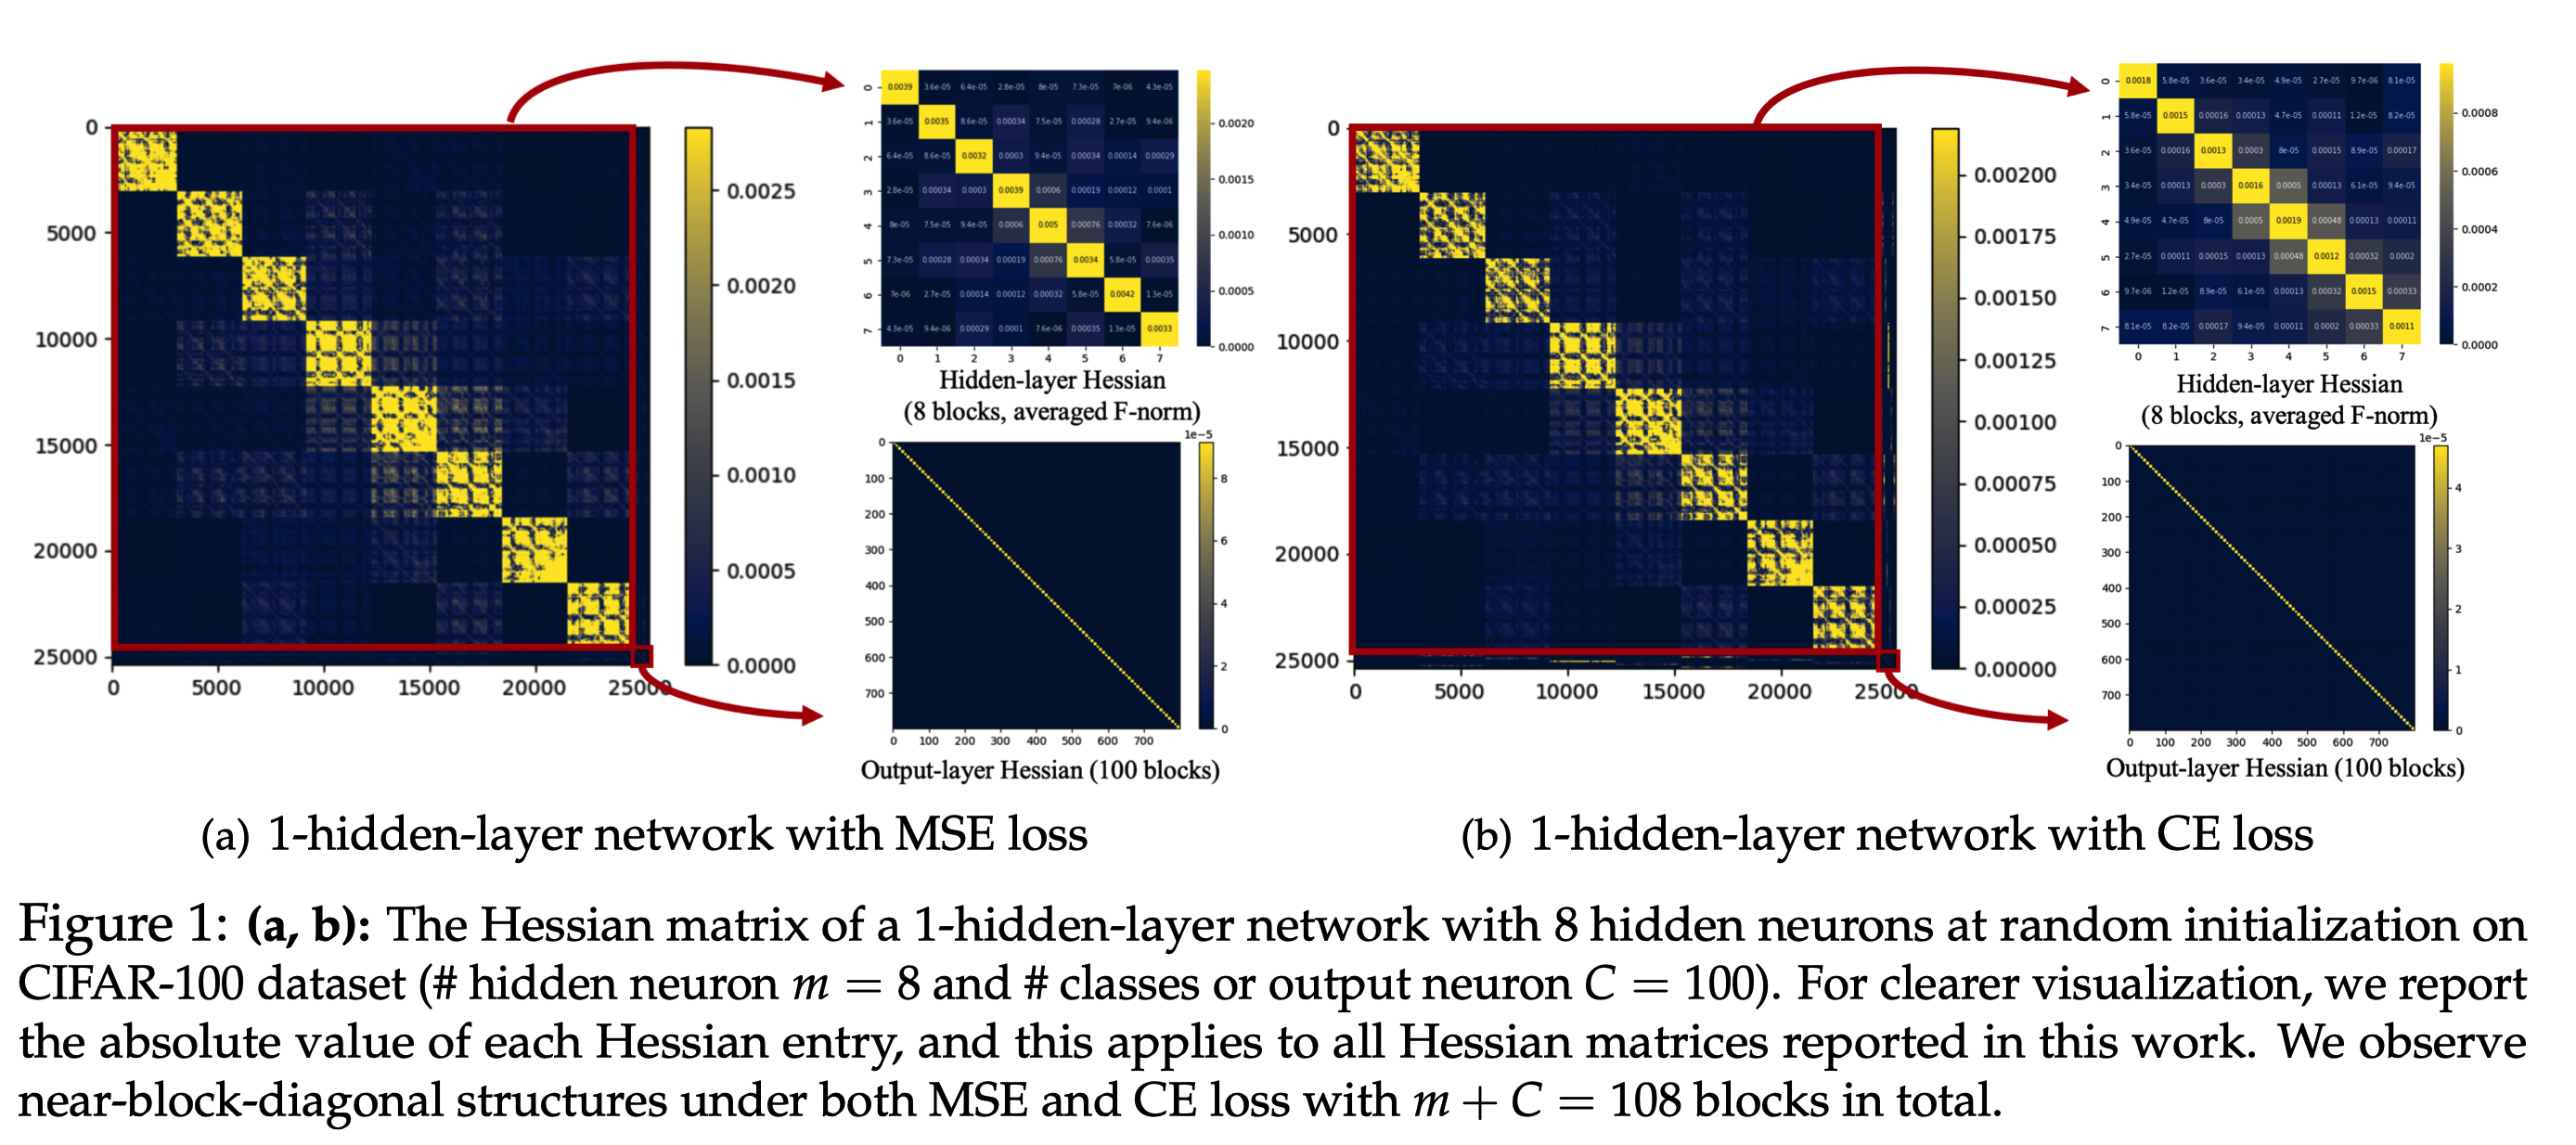 0.0039 3.6e-05 6.4e-05 2.8e-05 8e-05 7.3e-05 7e-06 4.3e-05
3.6e-05 0.0035 8.6e-05 0.00034 7.5e-05 0.00028 2.7e-05 9.4e-06
6.4e-05 8.6e-05 0.0032 0.0003 9.4e-05 0.00034 0.00014 0.00029
2.8e-05 0.00034 0.0003 0.0039 0.0006 0.00019 0.00012 0.0001
8e-05 7.5e-05 9.4e-05 0.0006 0.005 0.00076 0.00032 7.6e-06
7.3e-05 0.00028 0.00034 0.00019 0.00076 0.0034 5.8e-05 0.00035
7e-06 2.7e-05 0.00014 0.00012 0.00032 5.8e-05 0.0042 1.3e-05
4.3e-05 9.4e-06 0.00029 0.0001 7.6e-06 0.00035 1.3e-05 0.0033
0 1 2 3 4 5 6 7
0 1 2 3 4 5 6 7
0.0020
0.0015
0.0010
0.0005
0.0000
Hidden-layer Hessian
(8 blocks, averaged F-norm)
0
5000
10000
15000
20000
25000
0 5000 10000 15000 20000 25000
0.0025
0.0020
0.0015
0.0010
0.0005
0.0000
1e−5
0
100
200
300
400
500
600
700
0 100 200 300 400 500 600 700
8
6
4
2
0
Output-layer Hessian (100 blocks)
(a) 1-hidden-layer network with MSE loss
0.0018 5.8e-05 3.6e-05 3.4e-05 4.9e-05 2.7e-05 9.7e-06 8.1e-05
5.8e-05 0.0015 0.00016 0.00013 4.7e-05 0.00011 1.2e-05 8.2e-05
3.6e-05 0.00016 0.0013 0.0003 8e-05 0.00015 8.9e-05 0.00017
3.4e-05 0.00013 0.0003 0.0016 0.0005 0.00013 6.1e-05 9.4e-05
4.9e-05 4.7e-05 8e-05 0.0005 0.0019 0.00048 0.00013 0.00011
2.7e-05 0.00011 0.00015 0.00013 0.00048 0.0012 0.00032 0.0002
9.7e-06 1.2e-05 8.9e-05 6.1e-05 0.00013 0.00032 0.0015 0.00033
8.1e-05 8.2e-05 0.00017 9.4e-05 0.00011 0.0002 0.00033 0.0011
0 1 2 3 4 5 6 7
0 1 2 3 4 5 6 7
0.0008
0.0006
0.0004
0.0002
0.0000
Hidden-layer Hessian
(8 blocks, averaged F-norm)
0
5000
10000
15000
20000
25000
0 5000 10000 15000 20000 25000
0.00200
0.00175
0.00150
0.00125
0.00100
0.00075
0.00050
0.00025
0.00000
1e−5
0
100
200
300
400
500
600
700
0 100 200 300 400 500 600 700
4
3
2
1
0
Output-layer Hessian (100 blocks)
(b) 1-hidden-layer network with CE loss
Figure 1: (a, b): The Hessian matrix of a 1-hidden-layer network with 8 hidden neurons at random initialization on
CIFAR-100 dataset (# hidden neuron m = 8 and # classes or output neuron C = 100). For clearer visualization, we report
the absolute value of each Hessian entry, and this applies to all Hessian matrices reported in this work. We observe
near-block-diagonal structures under both MSE and CE loss with m + C = 108 blocks in total.